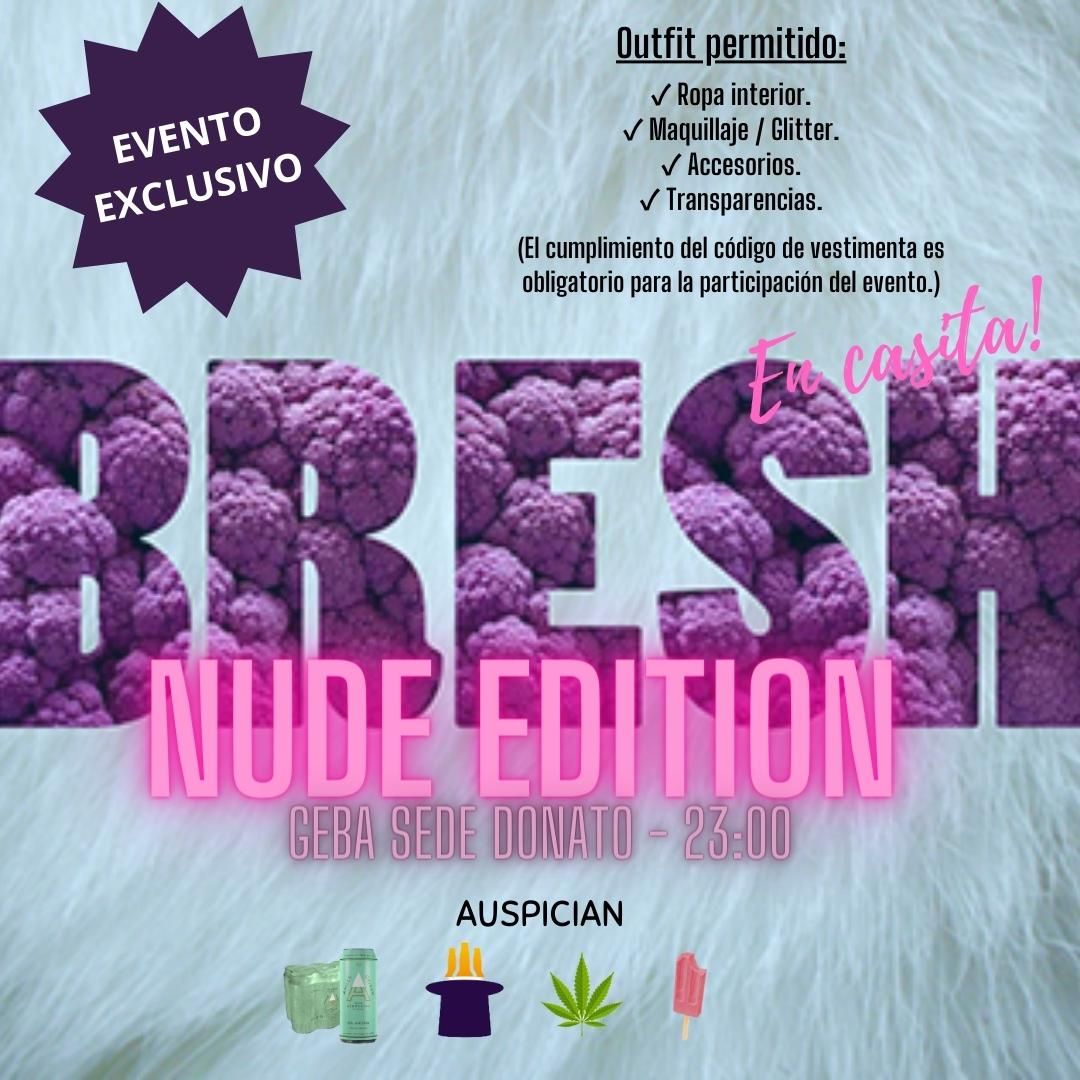 EVENTO
EXCLUSIVO
Outfit permitido:
✓ Ropa interior.
✓ Maquillaje / Glitter.
✓ Accesorios.
✓ Transparencias.
(El cumplimiento del código de vestimenta es
obligatorio para la participación del evento.)
En casita!
BRESH
NUDE EDITION
GEBA SEDE DONATO - 23:00
AUSPICIAN